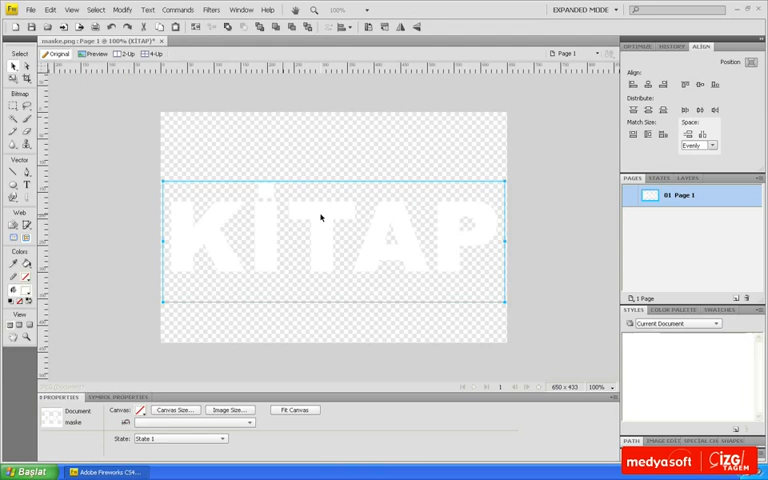 Fw File Edit View Select Modify Text Commands Filters Window Help 100% EXPANDED MODE
maske.png : Page 1 @ 100% (KİTAP)*
Original Preview 2-Up 4-Up Page 1
Select
Bitmap
Vector
Web
Colors
View
KİTAP
OPTIMIZE HISTORY ALIGN
Position
Align:
Distribute:
Match Size: Space:
Evenly
PAGES STATES LAYERS
01 Page 1
1 Page
STYLES COLOR PALETTE SWATCHES
Current Document
1 650 x 433 100%
PROPERTIES SYMBOL PROPERTIES
Document
maske
Canvas: Canvas Size... Image Size... Fit Canvas
State: State 1
PATH IMAGE EDIT
medyasoft ÇİZGİ TAGEM
Başlat Adobe Fireworks CS4...